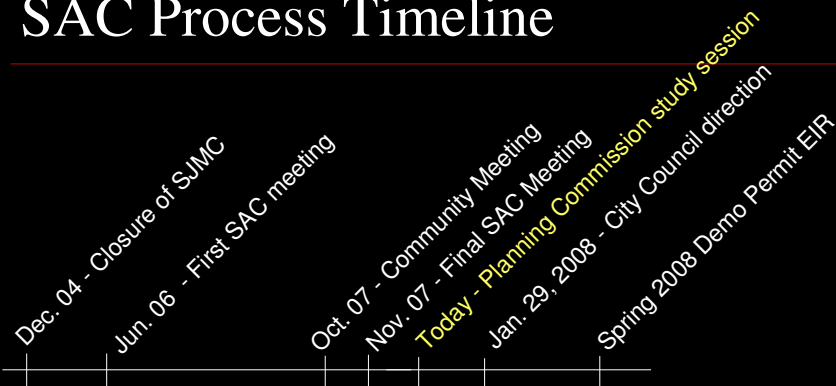 SAC Process Timeline
Dec. 04 - Closure of SJMC
Jun. 06 - First SAC meeting
Oct. 07 - Community Meeting
Nov. 07 - Final SAC Meeting
Today - Planning Commission study session
Jan. 29, 2008 - City Council direction
Spring 2008 Demo Permit EIR